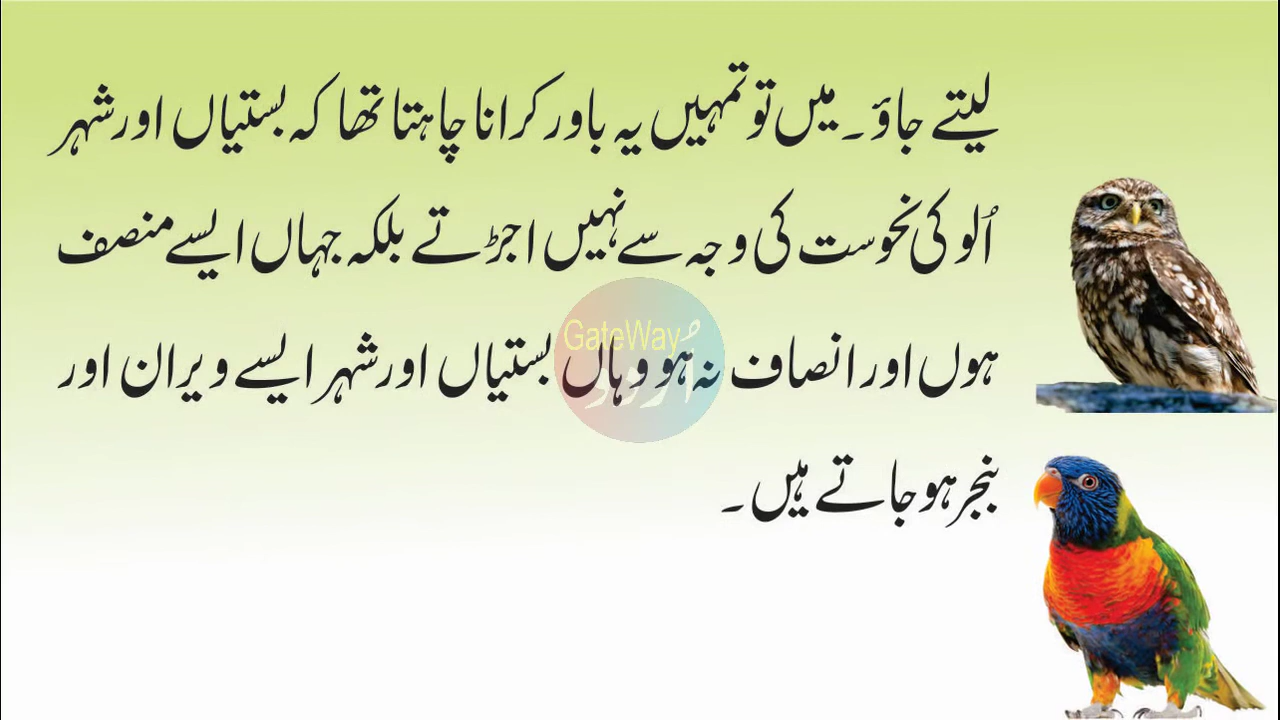 لیتے جاؤ۔ میں تو تمہیں یہ باور کرانا چاہتا تھا کہ بستیاں اور شہر
اُلو کی نحوست کی وجہ سے نہیں اجڑتے بلکہ جہاں ایسے منصف
ہوں اور انصاف نہ ہو وہاں بستیاں اور شہر ایسے ویران اور
بنجر ہو جاتے ہیں۔
GateWay
اُردو